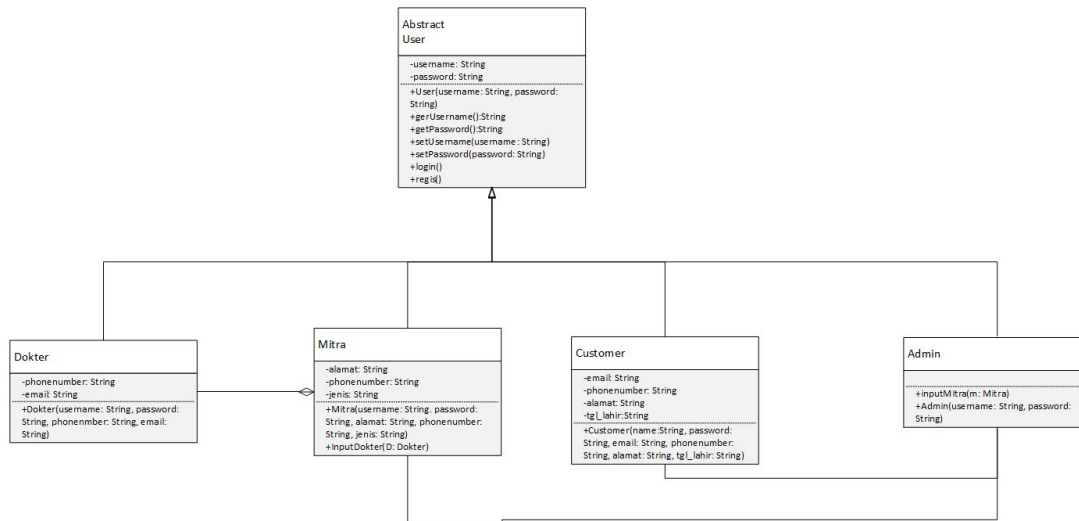 Abstract
User
-username: String
-password: String
+User(username: String, password:
String)
+gerUsername():String
+getPassword():String
+setUsername(username: String)
+setPassword(password: String)
+login()
+regis()
Dokter
-phonenumber: String
-email: String
+Dokter(username: String, password:
String, phonenmber: String, email:
String)
Mitra
-alamat: String
-phonenumber: String
-jenis: String
+Mitra(username: String. password:
String, alamat: String, phonenumber:
String, jenis: String)
+InputDokter(D: Dokter)
Customer
-email: String
-phonenumber: String
-alamat: String
-tgl_lahir:String
+Customer(name:String, password:
String, email: String, phonenumber:
String, alamat: String, tgl_lahir: String)
Admin
+inputMItra(m: Mitra)
+Admin(username: String, password:
String)